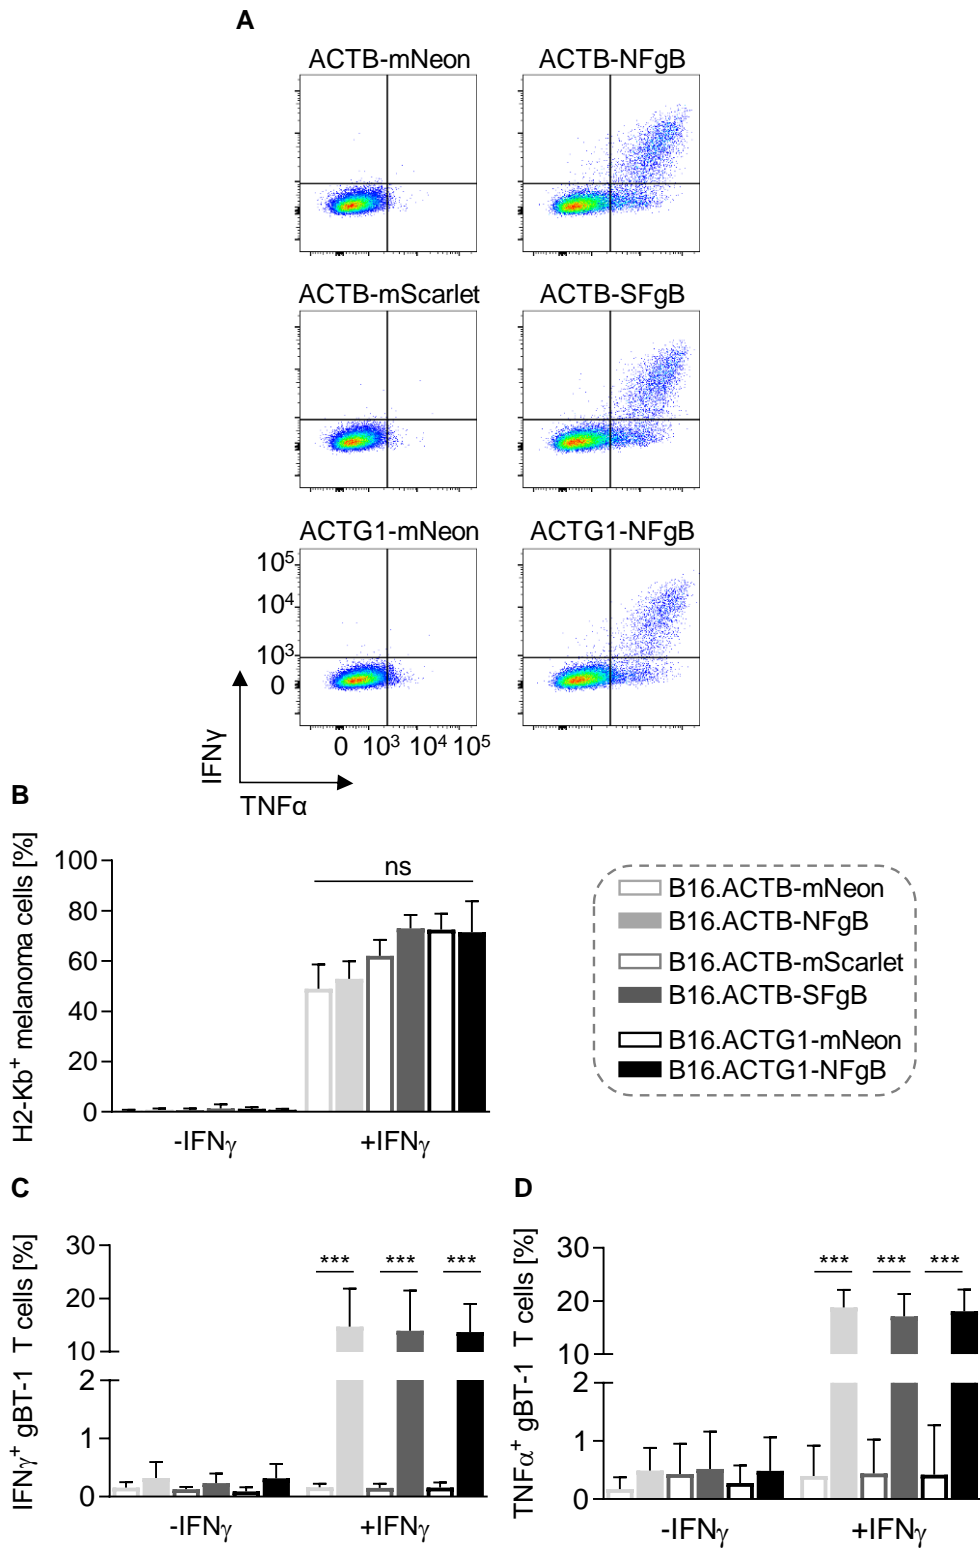 A
ACTB-mNeon ACTB-NFgB
ACTB-mScarlet ACTB-SFgB
ACTG1-mNeon ACTG1-NFgB
10⁵
10⁴
10³
0
IFNγ
0 10³ 10⁴ 10⁵
TNFα
B
H2-Kb⁺ melanoma cells [%]
100
80
60
40
20
0
ns
-IFNγ +IFNγ
B16.ACTB-mNeon
B16.ACTB-NFgB
B16.ACTB-mScarlet
B16.ACTB-SFgB
B16.ACTG1-mNeon
B16.ACTG1-NFgB
C
IFNγ⁺ gBT-1 T cells [%]
30
20
10
2
1
0
*** *** ***
-IFNγ +IFNγ
D
TNFα⁺ gBT-1 T cells [%]
30
20
10
2
1
0
*** *** ***
-IFNγ +IFNγ